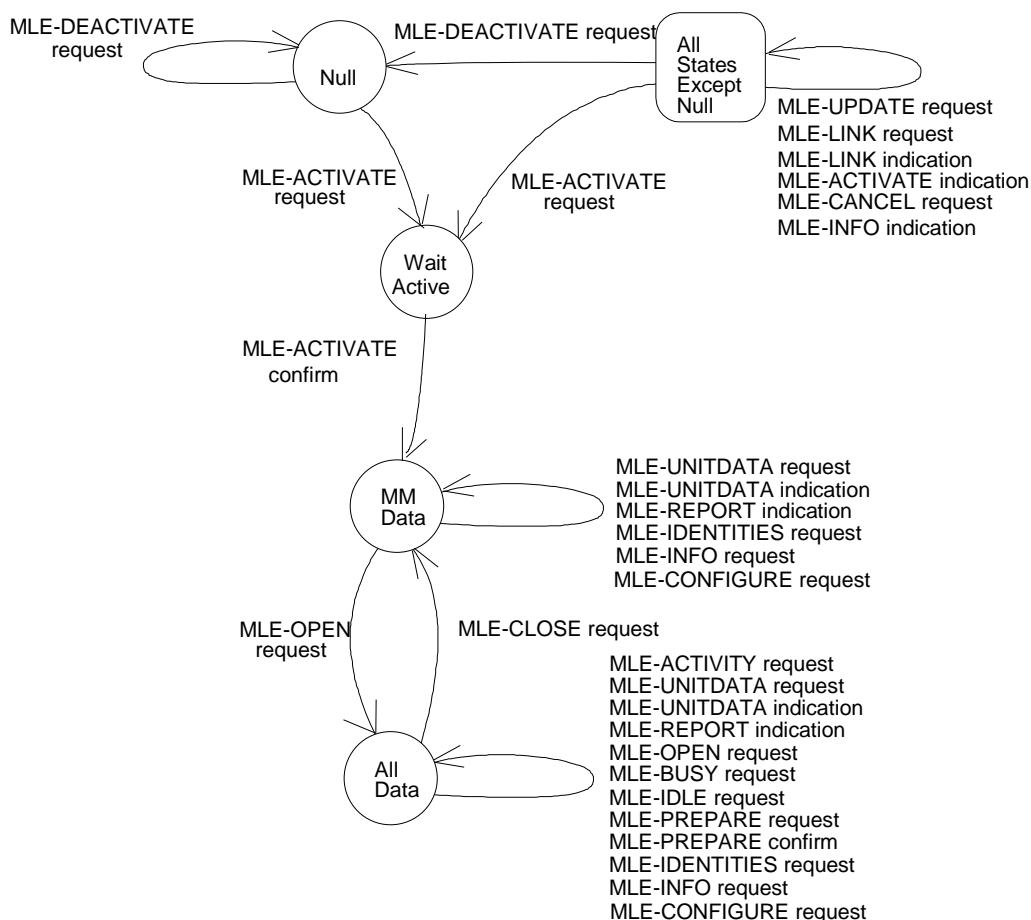 MLE-DEACTIVATE
request
Null
MLE-DEACTIVATE request
All
States
Except
Null
MLE-UPDATE request
MLE-LINK request
MLE-LINK indication
MLE-ACTIVATE indication
MLE-CANCEL request
MLE-INFO indication
MLE-ACTIVATE
request
MLE-ACTIVATE
request
Wait
Active
MLE-ACTIVATE
confirm
MM
Data
MLE-UNITDATA request
MLE-UNITDATA indication
MLE-REPORT indication
MLE-IDENTITIES request
MLE-INFO request
MLE-CONFIGURE request
MLE-OPEN
request
MLE-CLOSE request
All
Data
MLE-ACTIVITY request
MLE-UNITDATA request
MLE-UNITDATA indication
MLE-REPORT indication
MLE-OPEN request
MLE-BUSY request
MLE-IDLE request
MLE-PREPARE request
MLE-PREPARE confirm
MLE-IDENTITIES request
MLE-INFO request
MLE-CONFIGURE request